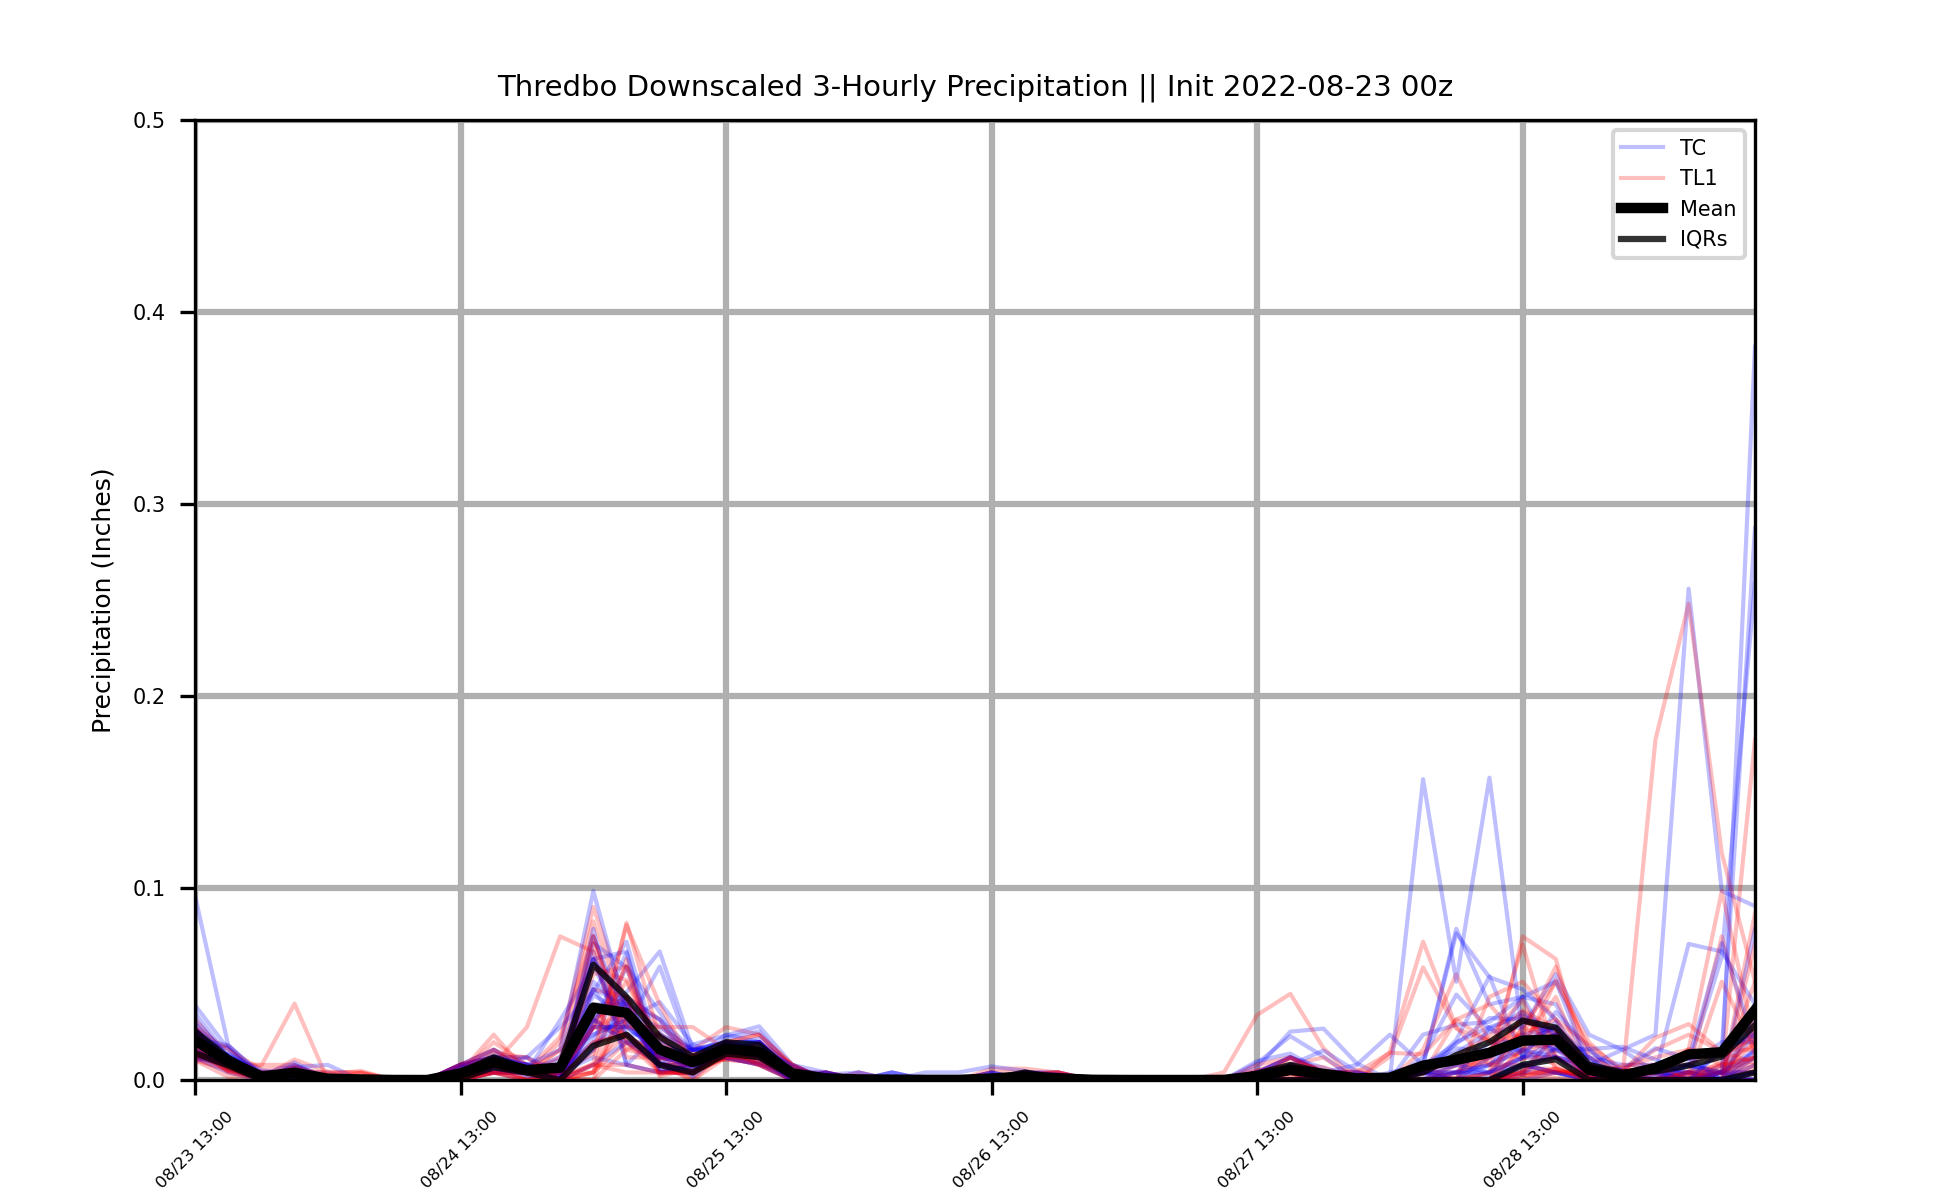 Thredbo Downscaled 3-Hourly Precipitation || Init 2022-08-23 00z
TC
TL1
Mean
IQRs
Precipitation (Inches)
0.5
0.4
0.3
0.2
0.1
0.0
08/23 13:00
08/24 13:00
08/25 13:00
08/26 13:00
08/27 13:00
08/28 13:00